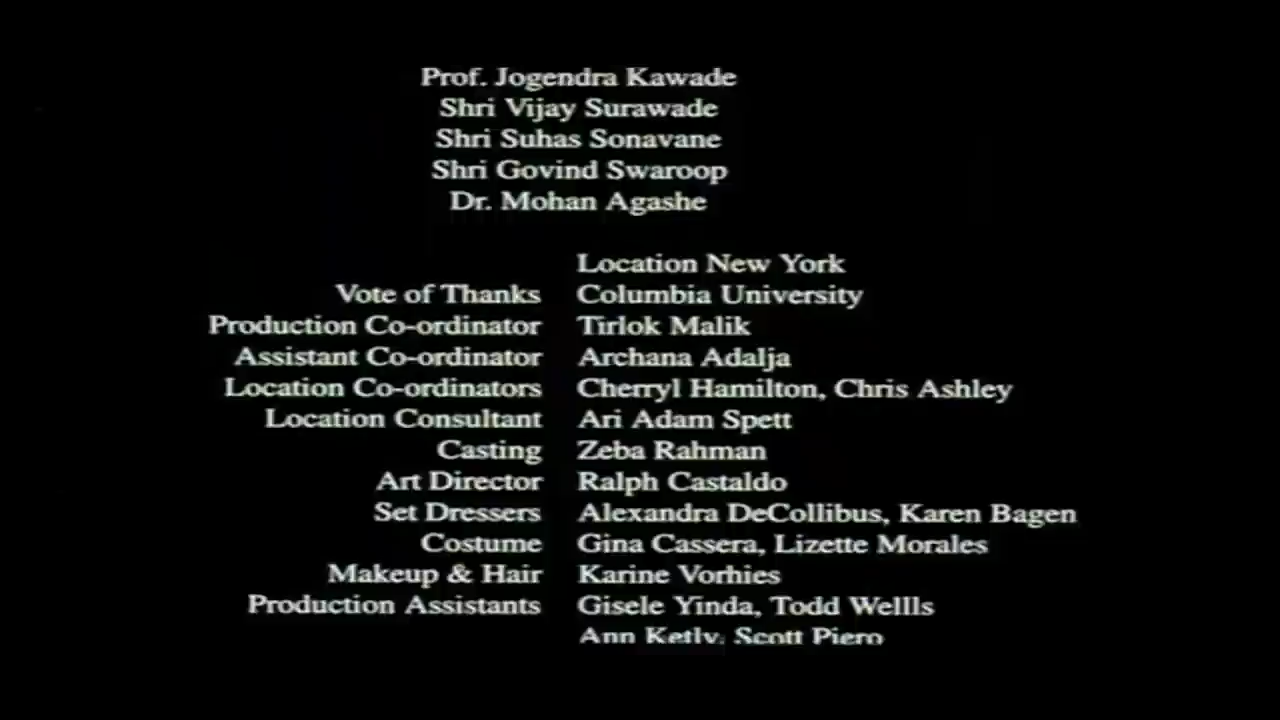 Prof. Jogendra Kawade
Shri Vijay Surawade
Shri Suhas Sonavane
Shri Govind Swaroop
Dr. Mohan Agashe
Location New York
Vote of Thanks Columbia University
Production Co-ordinator Tirlok Malik
Assistant Co-ordinator Archana Adalja
Location Co-ordinators Cherryl Hamilton, Chris Ashley
Location Consultant Ari Adam Spett
Casting Zeba Rahman
Art Director Ralph Castaldo
Set Dressers Alexandra DeCollibus, Karen Bagen
Costume Gina Cassera, Lizette Morales
Makeup & Hair Karine Vorhies
Production Assistants Gisele Yinda, Todd Wellls
Ann Ketly, Scott Piero